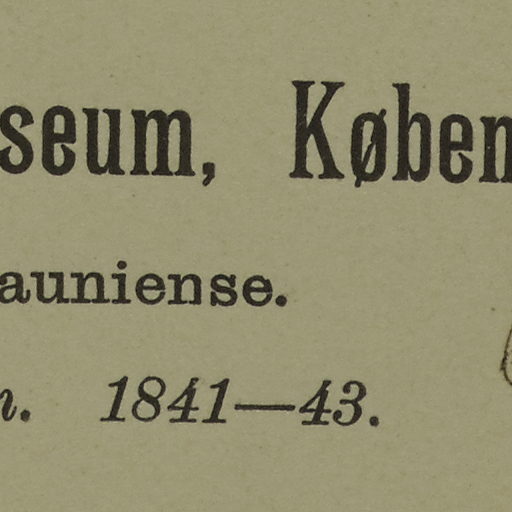 seum, Køben
auniense.
n. 1841—43.